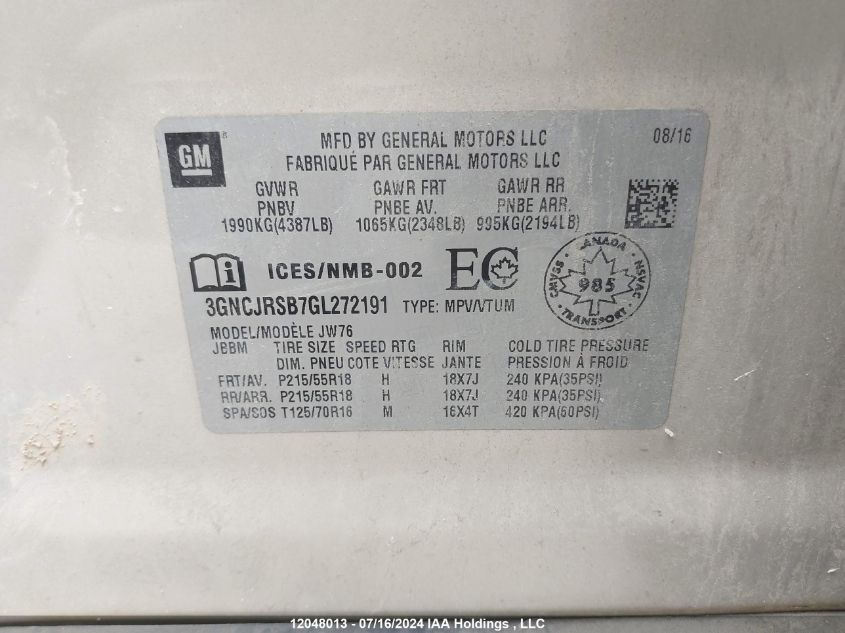 GM
MFD BY GENERAL MOTORS LLC 08/16
FABRIQUÉ PAR GENERAL MOTORS LLC
GVWR GAWR FRT GAWR RR
PNBV PNBE AV. PNBE ARR.
1990KG(4387LB) 1065KG(2348LB) 995KG(2194LB)
ICES/NMB-002 EC
CANADA
CMVSS 985 NSVAC
TRANSPORT
3GNCJRSB7GL272191 TYPE: MPV/VTUM
MODEL/MODÈLE JW76
JBBM TIRE SIZE SPEED RTG RIM COLD TIRE PRESSURE
DIM. PNEU COTE VITESSE JANTE PRESSION À FROID
FRT/AV. P215/55R18 H 18X7J 240 KPA(35PSI)
RR/ARR. P215/55R18 H 18X7J 240 KPA(35PSI)
SPA/SOS T125/70R16 M 16X4T 420 KPA(60PSI)
12048013 - 07/16/2024 IAA Holdings , LLC